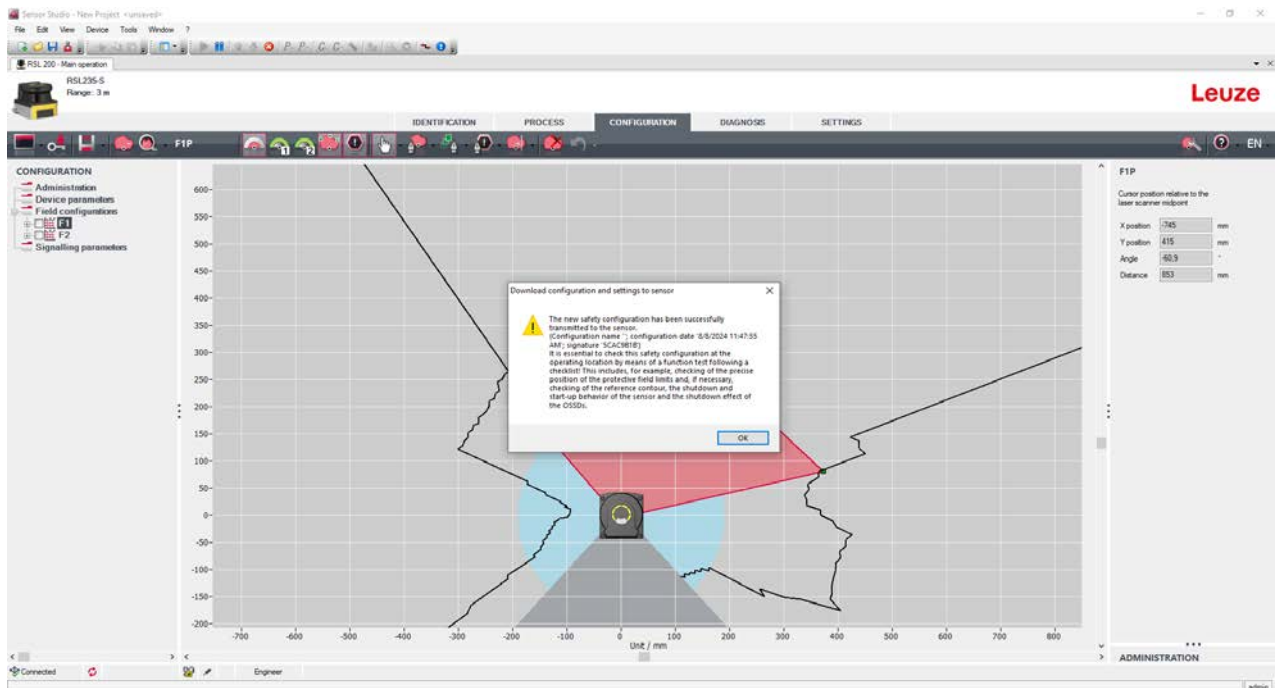 Sensor Studio - New Project <unsaved>
File Edit View Device Tools Window ?
RSL 200 - Main operation
RSL235-S
Range: 3 m
Leuze
IDENTIFICATION PROCESS CONFIGURATION DIAGNOSIS SETTINGS
F1P
1
2
EN
CONFIGURATION
Administration
Device parameters
Field configurations
F1
F2
Signalling parameters
600
550
500
450
400
350
300
250
200
150
100
50
0
-50
-100
-150
-200
-700 -600 -500 -400 -300 -200 -100 0 100 200 300 400 500 600 700 800
Unit / mm
Download configuration and settings to sensor
The new safety configuration has been successfully
transmitted to the sensor.
(Configuration name ''; configuration date '8/8/2024 11:47:55
AM'; signature '5CAC9B1B')
It is essential to check this safety configuration at the
operating location by means of a function test following a
checklist! This includes, for example, checking of the precise
position of the protective field limits and, if necessary,
checking of the reference contour, the shutdown and
start-up behavior of the sensor and the shutdown effect of
the OSSDs.
OK
F1P
Cursor position relative to the
laser scanner midpoint
X position -745 mm
Y position 415 mm
Angle -60,9 °
Distance 853 mm
ADMINISTRATION
Connected
Engineer
admin